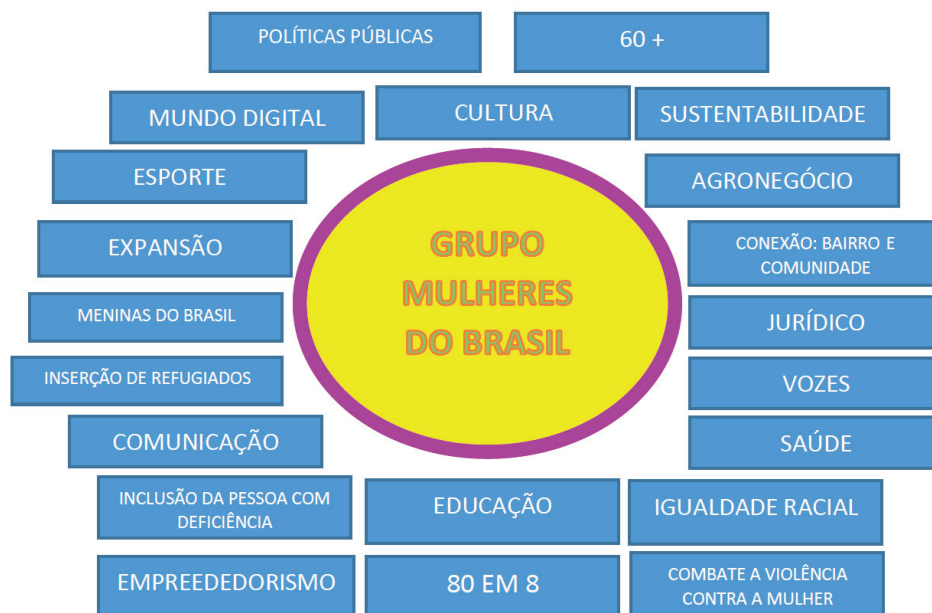 POLÍTICAS PÚBLICAS
60 +
MUNDO DIGITAL
CULTURA
SUSTENTABILIDADE
ESPORTE
AGRONEGÓCIO
EXPANSÃO
GRUPO
MULHERES
DO BRASIL
CONEXÃO: BAIRRO E
COMUNIDADE
MENINAS DO BRASIL
JURÍDICO
INSERÇÃO DE REFUGIADOS
VOZES
COMUNICAÇÃO
SAÚDE
INCLUSÃO DA PESSOA COM
DEFICIÊNCIA
EDUCAÇÃO
IGUALDADE RACIAL
EMPREEDEDORISMO
80 EM 8
COMBATE A VIOLÊNCIA
CONTRA A MULHER